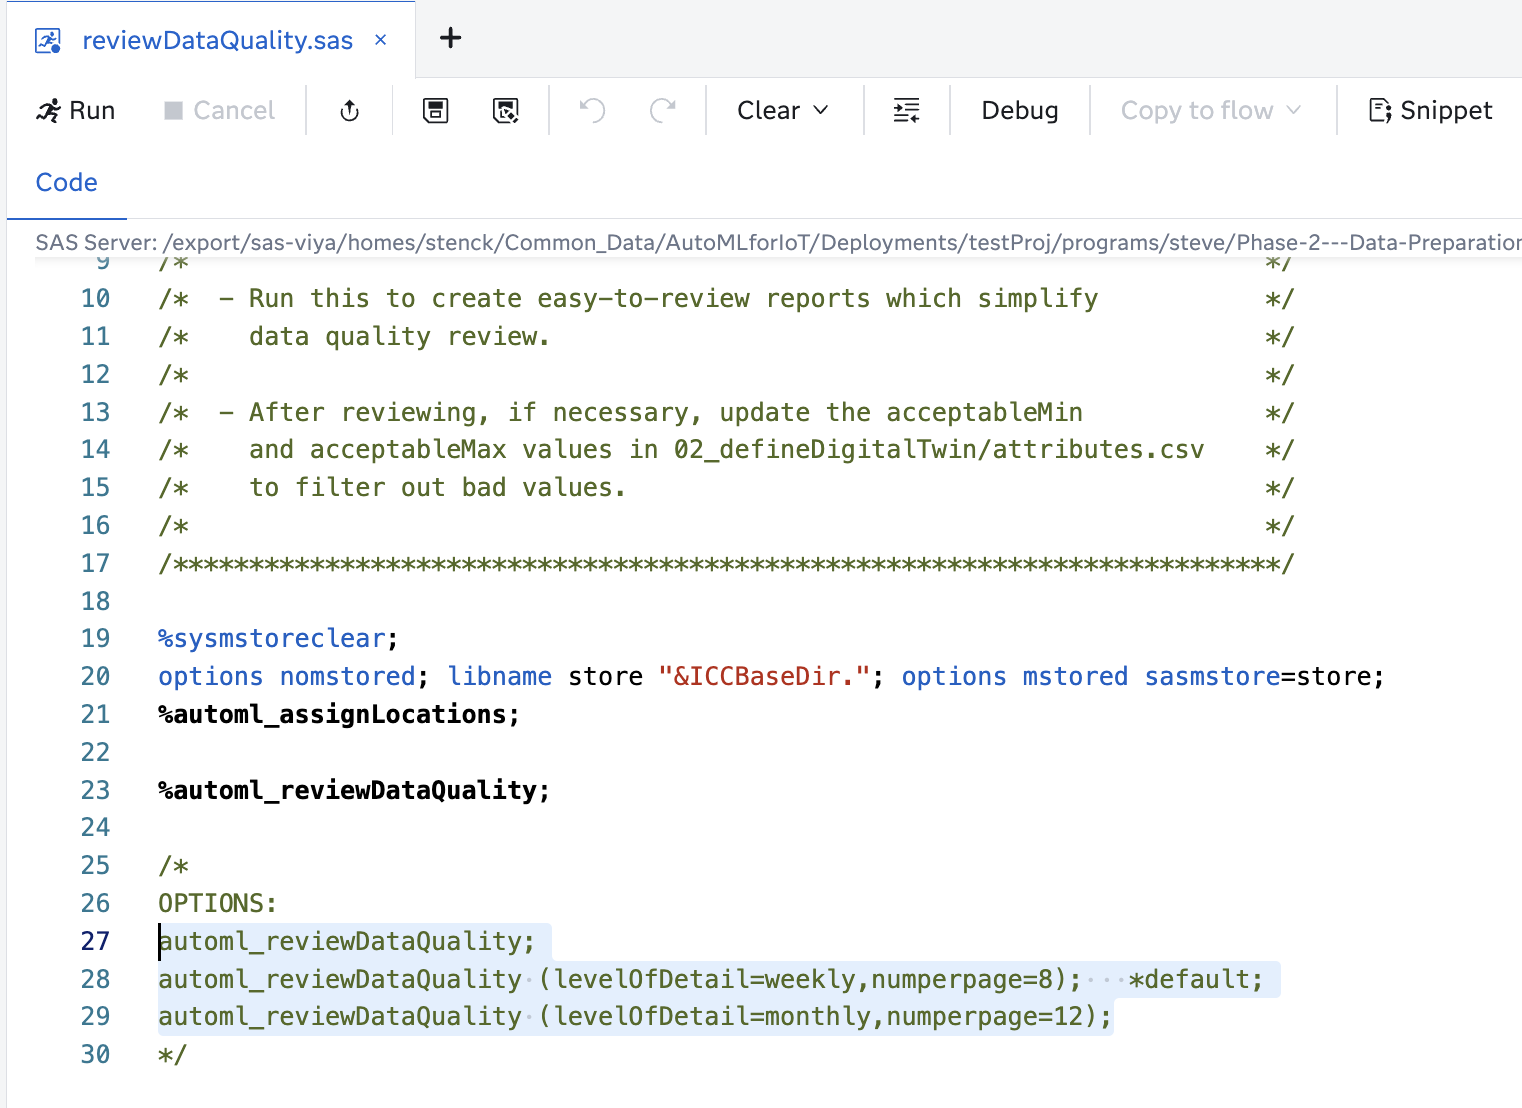 reviewDataQuality.sas ×
Run Cancel Clear Debug Copy to flow Snippet
Code
SAS Server: /export/sas-viya/homes/stenck/Common_Data/AutoMLforIoT/Deployments/testProj/programs/steve/Phase-2---Data-Preparation
9 /* */
10 /* - Run this to create easy-to-review reports which simplify */
11 /* data quality review. */
12 /* */
13 /* - After reviewing, if necessary, update the acceptableMin */
14 /* and acceptableMax values in 02_defineDigitalTwin/attributes.csv */
15 /* to filter out bad values. */
16 /* */
17 /*************************************************************************/
18
19 %sysmstoreclear;
20 options nomstored; libname store "&ICCBaseDir."; options mstored sasmstore=store;
21 %automl_assignLocations;
22
23 %automl_reviewDataQuality;
24
25 /*
26 OPTIONS:
27 automl_reviewDataQuality;
28 automl_reviewDataQuality (levelOfDetail=weekly,numperpage=8); *default;
29 automl_reviewDataQuality (levelOfDetail=monthly,numperpage=12);
30 */